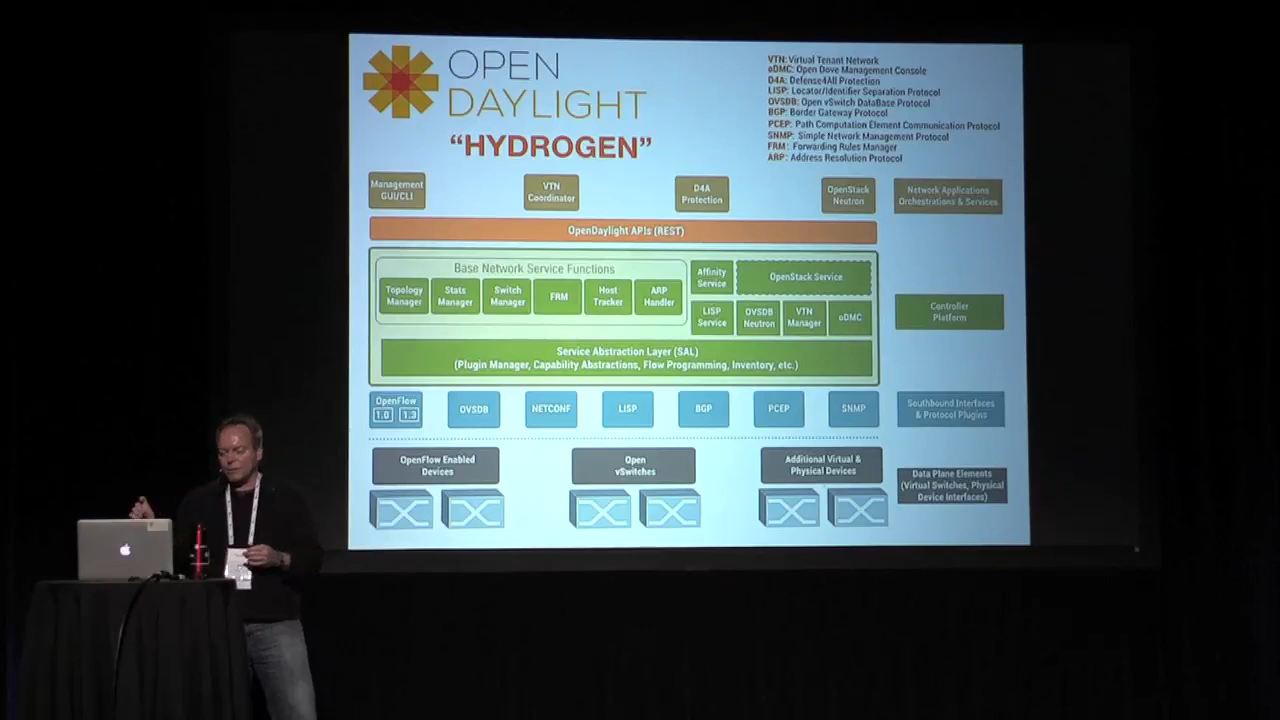 OPEN
DAYLIGHT
"HYDROGEN"
VTN: Virtual Tenant Network
oDMC: Open Dove Management Console
D4A: Defense4All Protection
LISP: Locator/Identifier Separation Protocol
OVSDB: Open vSwitch DataBase Protocol
BGP: Border Gateway Protocol
PCEP: Path Computation Element Communication Protocol
SNMP: Simple Network Management Protocol
FRM: Forwarding Rules Manager
ARP: Address Resolution Protocol
Management
GUI/CLI
VTN
Coordinator
D4A
Protection
OpenStack
Neutron
Network Applications
Orchestrations & Services
OpenDaylight APIs (REST)
Base Network Service Functions
Topology
Manager
Stats
Manager
Switch
Manager
FRM
Host
Tracker
ARP
Handler
Affinity
Service
OpenStack Service
LISP
Service
OVSDB
Neutron
VTN
Manager
oDMC
Controller
Platform
Service Abstraction Layer (SAL)
(Plugin Manager, Capability Abstractions, Flow Programming, Inventory, etc.)
OpenFlow
1.0 1.3
OVSDB
NETCONF
LISP
BGP
PCEP
SNMP
Southbound Interfaces
& Protocol Plugins
OpenFlow Enabled
Devices
Open
vSwitches
Additional Virtual &
Physical Devices
Data Plane Elements
(Virtual Switches, Physical
Device Interfaces)